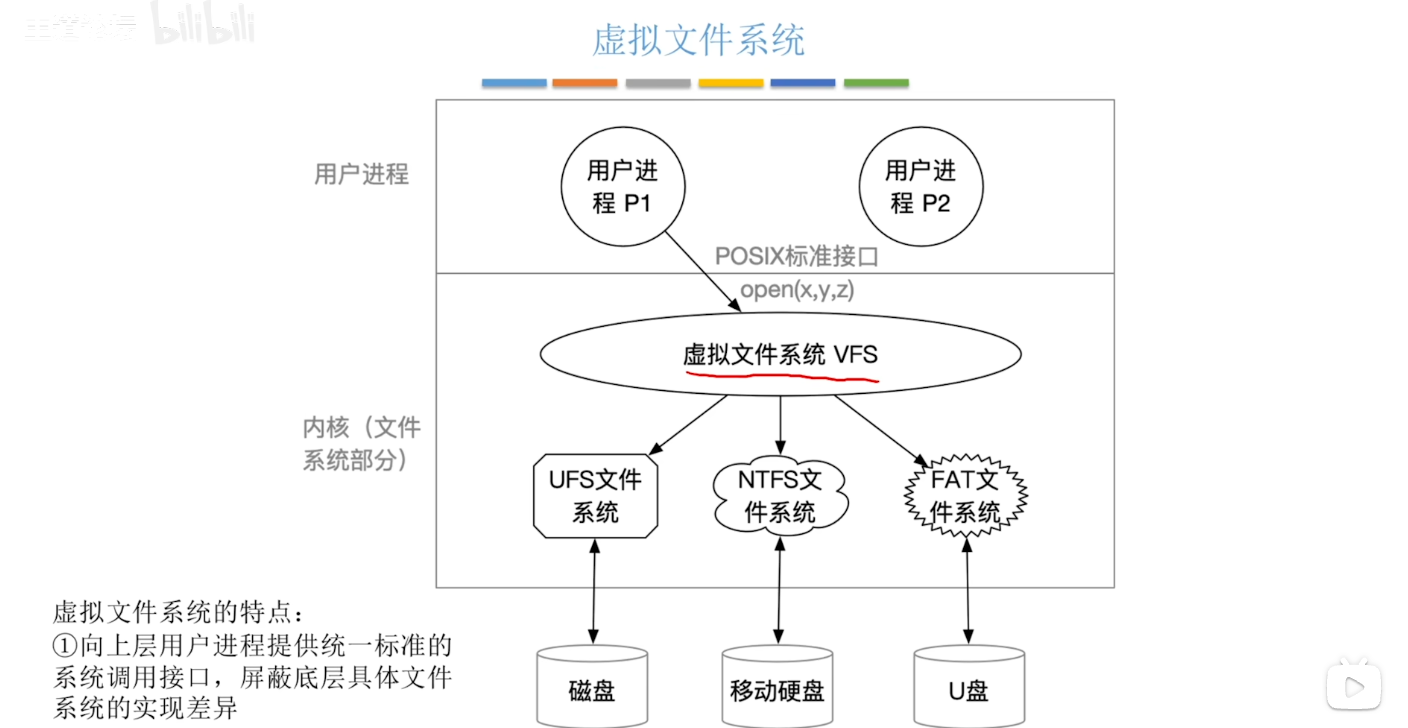 bilibili
虚拟文件系统
用户进程
用户进
程 P1
用户进
程 P2
POSIX标准接口
open(x,y,z)
虚拟文件系统 VFS
内核（文件
系统部分）
UFS文件
系统
NTFS文
件系统
FAT文
件系统
虚拟文件系统的特点：
①向上层用户进程提供统一标准的
系统调用接口，屏蔽底层具体文件
系统的实现差异
磁盘
移动硬盘
U盘